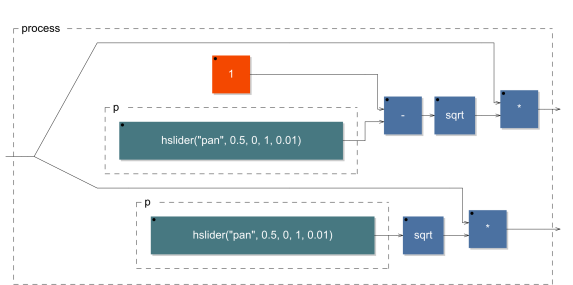 process
1
p
hslider("pan", 0.5, 0, 1, 0.01)
-
sqrt
*
p
hslider("pan", 0.5, 0, 1, 0.01)
sqrt
*